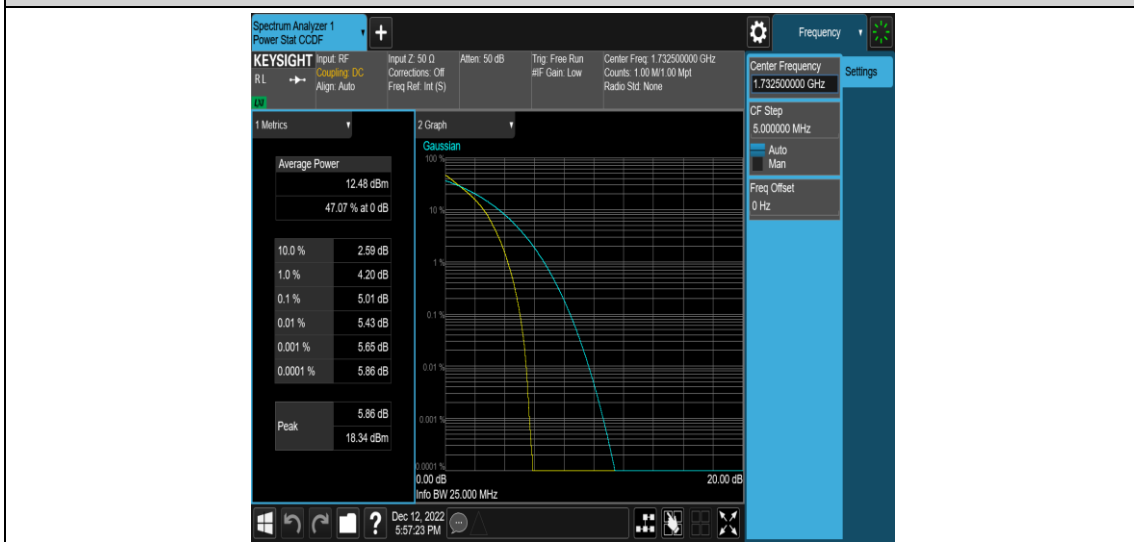 Spectrum Analyzer 1
Power Stat CCDF
+
Frequency
KEYSIGHT
RL
Input: RF
Coupling: DC
Align: Auto
Input Z: 50 Ω
Corrections: Off
Freq Ref: Int (S)
Atten: 50 dB
Trig: Free Run
#IF Gain: Low
Center Freq: 1.732500000 GHz
Counts: 1.00 M/1.00 Mpt
Radio Std: None
Center Frequency
1.732500000 GHz
Settings
CF Step
5.000000 MHz
Auto
Man
Freq Offset
0 Hz
1 Metrics
Average Power
12.48 dBm
47.07 % at 0 dB
10.0 % 2.59 dB
1.0 % 4.20 dB
0.1 % 5.01 dB
0.01 % 5.43 dB
0.001 % 5.65 dB
0.0001 % 5.86 dB
Peak 5.86 dB
18.34 dBm
2 Graph
Gaussian
100 %
10 %
1 %
0.1 %
0.01 %
0.001 %
0.0001 %
0.00 dB 20.00 dB
Info BW 25.000 MHz
?
Dec 12, 2022
5:57:23 PM